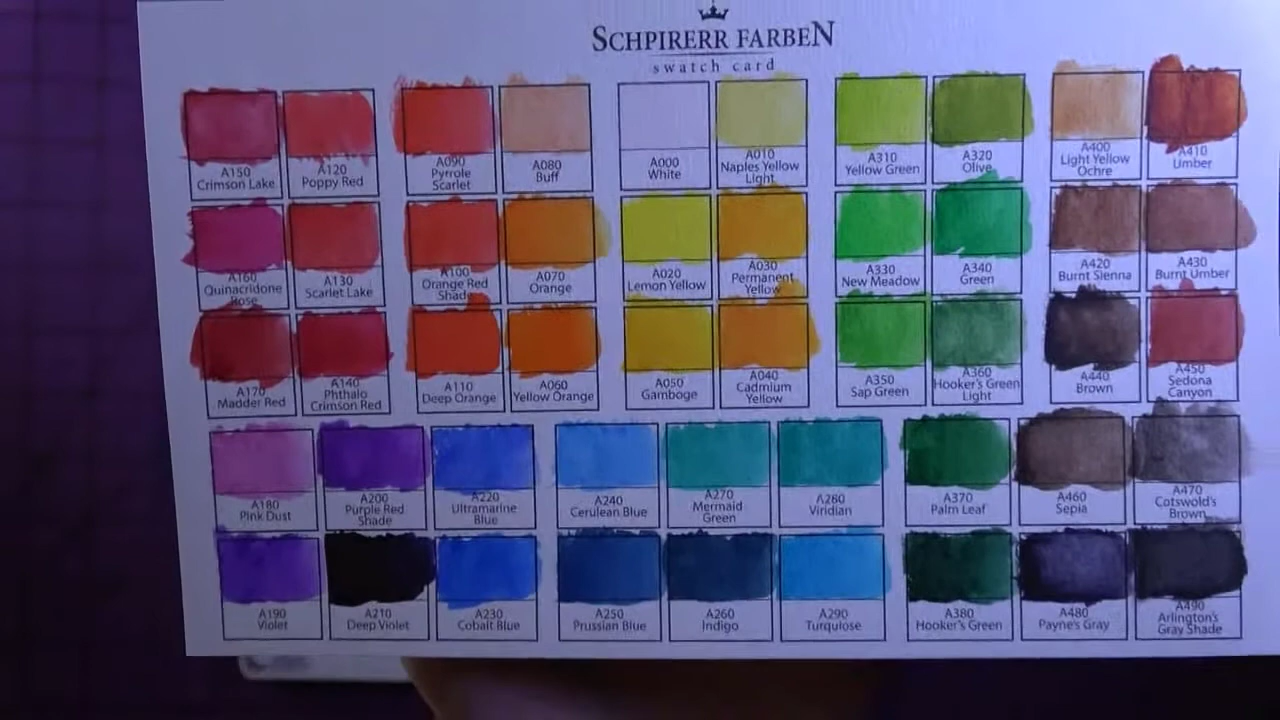 SCHPIRERR FARBEN
swatch card
A150
Crimson Lake
A120
Poppy Red
A090
Pyrrole
Scarlet
A080
Buff
A000
White
A010
Naples Yellow
Light
A310
Yellow Green
A320
Olive
A400
Light Yellow
Ochre
A410
Umber
A160
Quinacridone
Rose
A130
Scarlet Lake
A100
Orange Red
Shade
A070
Orange
A020
Lemon Yellow
A030
Permanent
Yellow
A330
New Meadow
A340
Green
A420
Burnt Sienna
A430
Burnt Umber
A170
Madder Red
A140
Phthalo
Crimson Red
A110
Deep Orange
A060
Yellow Orange
A050
Gamboge
A040
Cadmium
Yellow
A350
Sap Green
A360
Hooker's Green
Light
A440
Brown
A450
Sedona
Canyon
A180
Pink Dust
A200
Purple Red
Shade
A220
Ultramarine
Blue
A240
Cerulean Blue
A270
Mermaid
Green
A280
Viridian
A370
Palm Leaf
A460
Sepia
A470
Cotswold's
Brown
A190
Violet
A210
Deep Violet
A230
Cobalt Blue
A250
Prussian Blue
A260
Indigo
A290
Turquoise
A380
Hooker's Green
A480
Payne's Gray
A490
Arlington's
Gray Shade